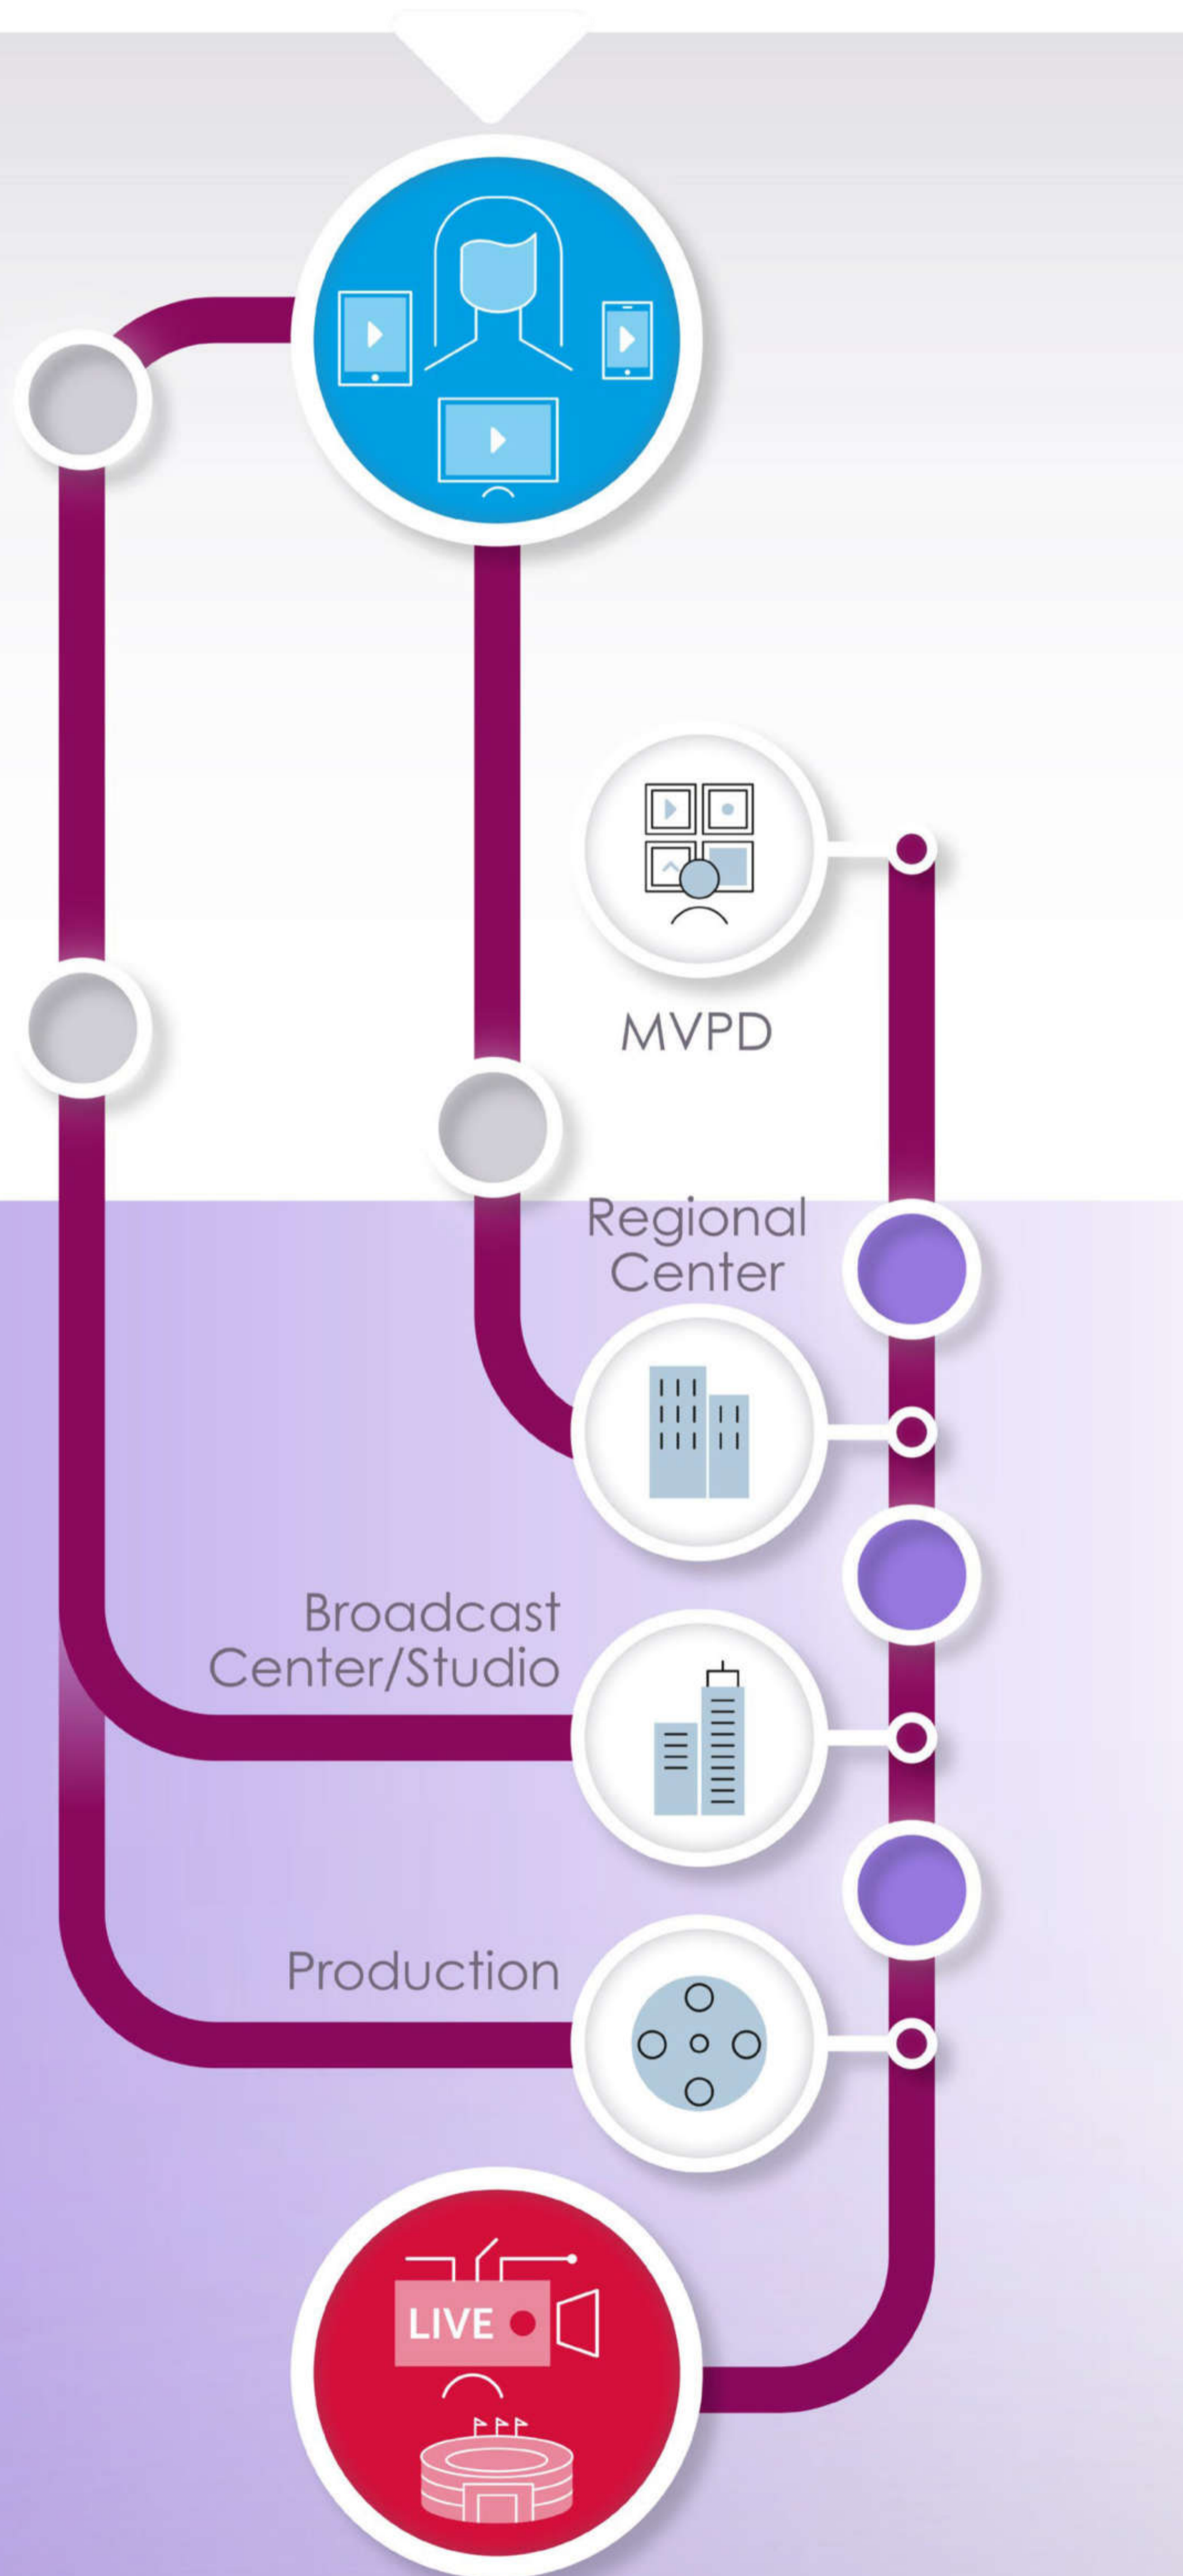 MVPD
Regional
Center
Broadcast
Center/Studio
Production
LIVE